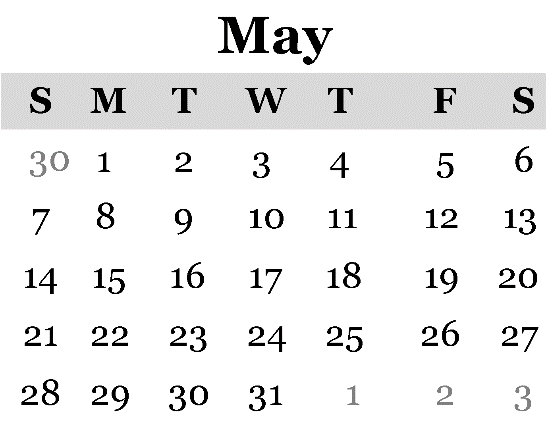 May
S M T W T F S
30 1 2 3 4 5 6
7 8 9 10 11 12 13
14 15 16 17 18 19 20
21 22 23 24 25 26 27
28 29 30 31 1 2 3